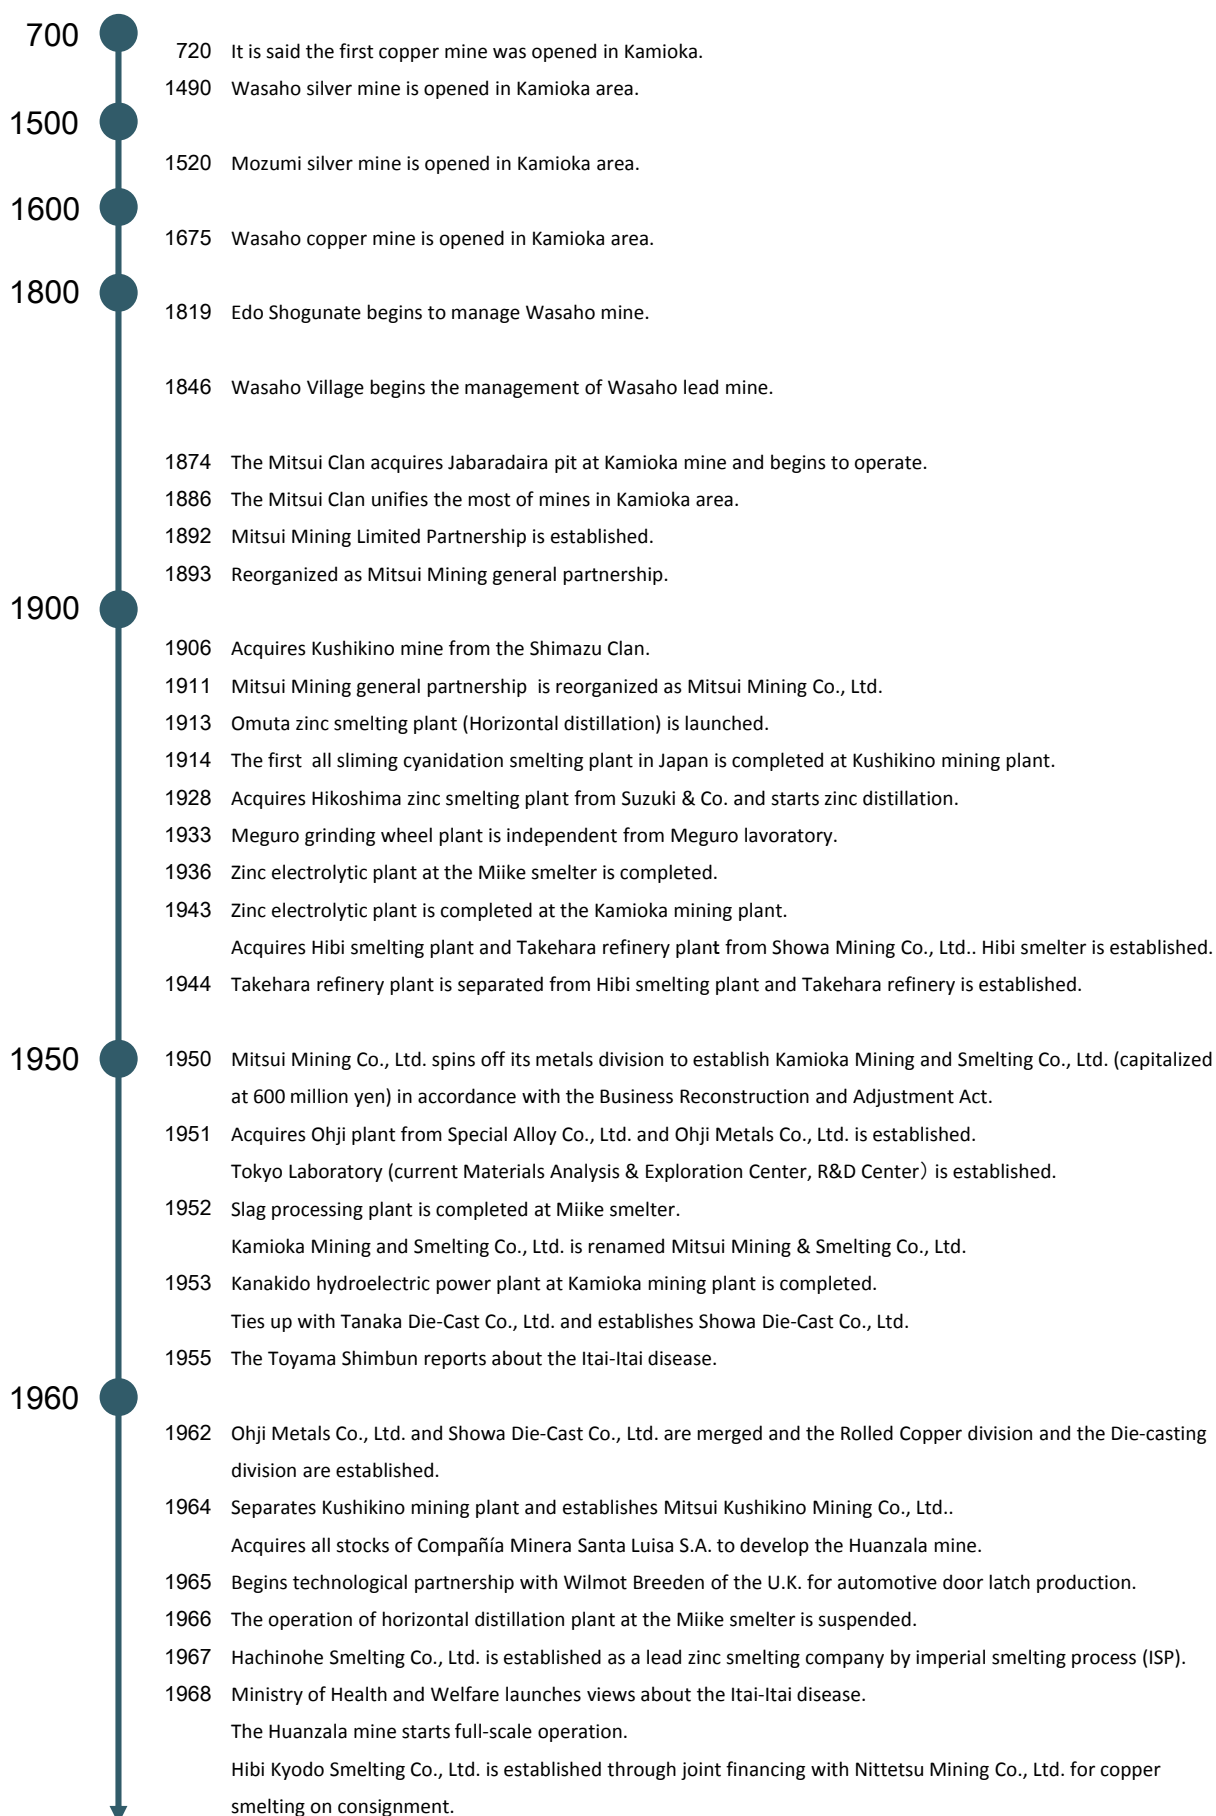 700
720 It is said the first copper mine was opened in Kamioka.
1490 Wasaho silver mine is opened in Kamioka area.
1500
1520 Mozumi silver mine is opened in Kamioka area.
1600
1675 Wasaho copper mine is opened in Kamioka area.
1800
1819 Edo Shogunate begins to manage Wasaho mine.
1846 Wasaho Village begins the management of Wasaho lead mine.
1874 The Mitsui Clan acquires Jabaradaira pit at Kamioka mine and begins to operate.
1886 The Mitsui Clan unifies the most of mines in Kamioka area.
1892 Mitsui Mining Limited Partnership is established.
1893 Reorganized as Mitsui Mining general partnership.
1900
1906 Acquires Kushikino mine from the Shimazu Clan.
1911 Mitsui Mining general partnership  is reorganized as Mitsui Mining Co., Ltd.
1913 Omuta zinc smelting plant (Horizontal distillation) is launched.
1914 The first  all sliming cyanidation smelting plant in Japan is completed at Kushikino mining plant.
1928 Acquires Hikoshima zinc smelting plant from Suzuki & Co. and starts zinc distillation.
1933 Meguro grinding wheel plant is independent from Meguro lavoratory.
1936 Zinc electrolytic plant at the Miike smelter is completed.
1943 Zinc electrolytic plant is completed at the Kamioka mining plant.
Acquires Hibi smelting plant and Takehara refinery plant from Showa Mining Co., Ltd.. Hibi smelter is established.
1944 Takehara refinery plant is separated from Hibi smelting plant and Takehara refinery is established.
1950
1950 Mitsui Mining Co., Ltd. spins off its metals division to establish Kamioka Mining and Smelting Co., Ltd. (capitalized
at 600 million yen) in accordance with the Business Reconstruction and Adjustment Act.
1951 Acquires Ohji plant from Special Alloy Co., Ltd. and Ohji Metals Co., Ltd. is established.
Tokyo Laboratory (current Materials Analysis & Exploration Center, R&D Center）is established.
1952 Slag processing plant is completed at Miike smelter.
Kamioka Mining and Smelting Co., Ltd. is renamed Mitsui Mining & Smelting Co., Ltd.
1953 Kanakido hydroelectric power plant at Kamioka mining plant is completed.
Ties up with Tanaka Die-Cast Co., Ltd. and establishes Showa Die-Cast Co., Ltd.
1955 The Toyama Shimbun reports about the Itai-Itai disease.
1960
1962 Ohji Metals Co., Ltd. and Showa Die-Cast Co., Ltd. are merged and the Rolled Copper division and the Die-casting
division are established.
1964 Separates Kushikino mining plant and establishes Mitsui Kushikino Mining Co., Ltd..
Acquires all stocks of Compañía Minera Santa Luisa S.A. to develop the Huanzala mine.
1965 Begins technological partnership with Wilmot Breeden of the U.K. for automotive door latch production.
1966 The operation of horizontal distillation plant at the Miike smelter is suspended.
1967 Hachinohe Smelting Co., Ltd. is established as a lead zinc smelting company by imperial smelting process (ISP).
1968 Ministry of Health and Welfare launches views about the Itai-Itai disease.
The Huanzala mine starts full-scale operation.
Hibi Kyodo Smelting Co., Ltd. is established through joint financing with Nittetsu Mining Co., Ltd. for copper
smelting on consignment.